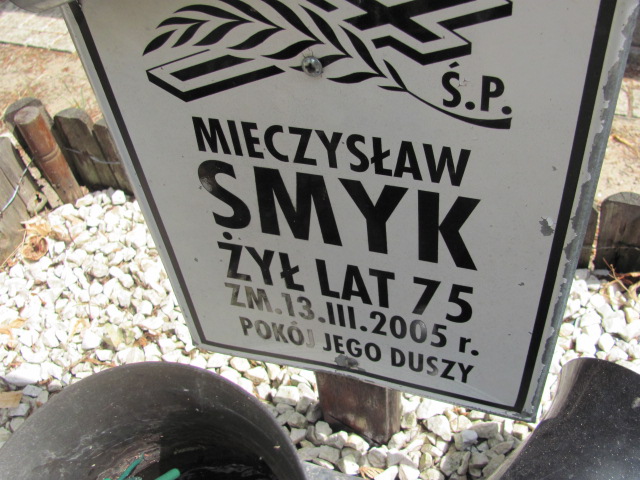 Ś.P.
MIECZYSŁAW
SMYK
ŻYŁ LAT 75
ZM.13.III.2005 r.
POKÓJ JEGO DUSZY